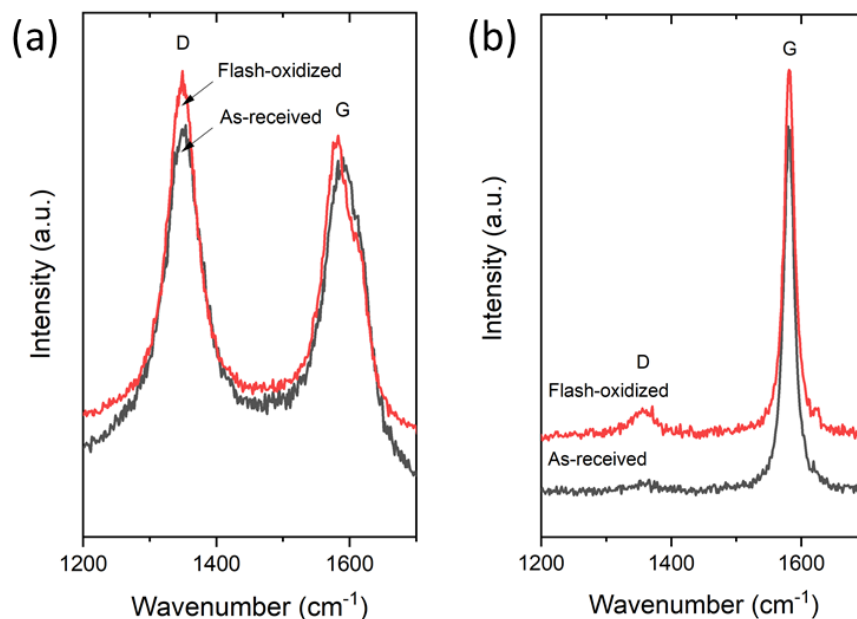 (a)
D
Flash-oxidized
As-received
G
Intensity (a.u.)
1200
1400
1600
Wavenumber (cm⁻¹)
(b)
G
D
Flash-oxidized
As-received
Intensity (a.u.)
1200
1400
1600
Wavenumber (cm⁻¹)